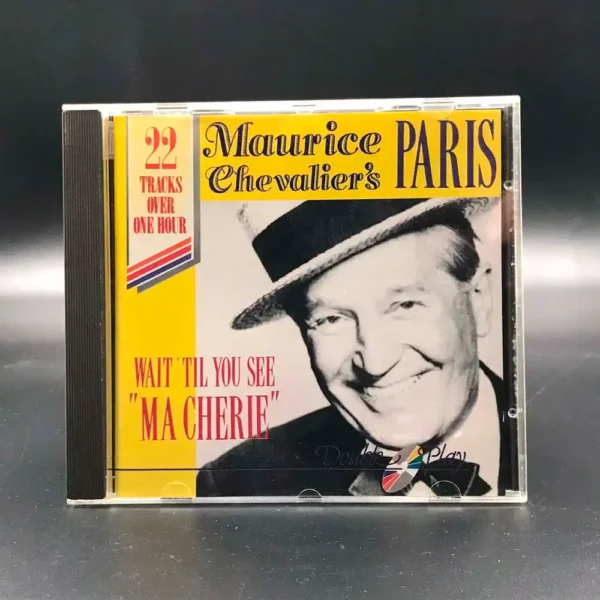 22
TRACKS
OVER
ONE HOUR
Maurice
Chevalier's
PARIS
WAIT 'TIL YOU SEE
"MA CHERIE"
Double Play